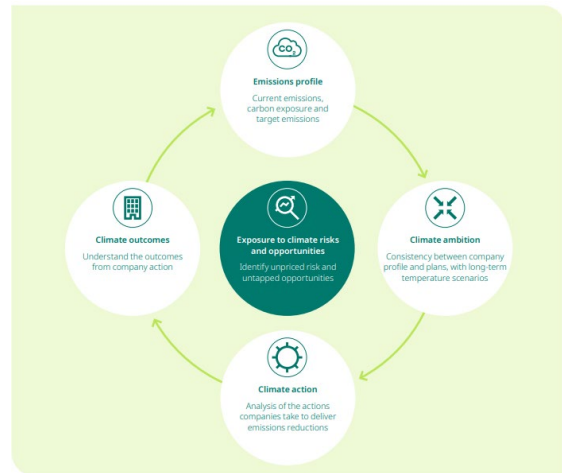 CO2
Emissions profile
Current emissions,
carbon exposure and
target emissions
Climate outcomes
Understand the outcomes
from company action
Exposure to climate risks
and opportunities
Identify unpriced risk and
untapped opportunities
Climate ambition
Consistency between company
profile and plans, with long-term
temperature scenarios
Climate action
Analysis of the actions
companies take to deliver
emissions reductions